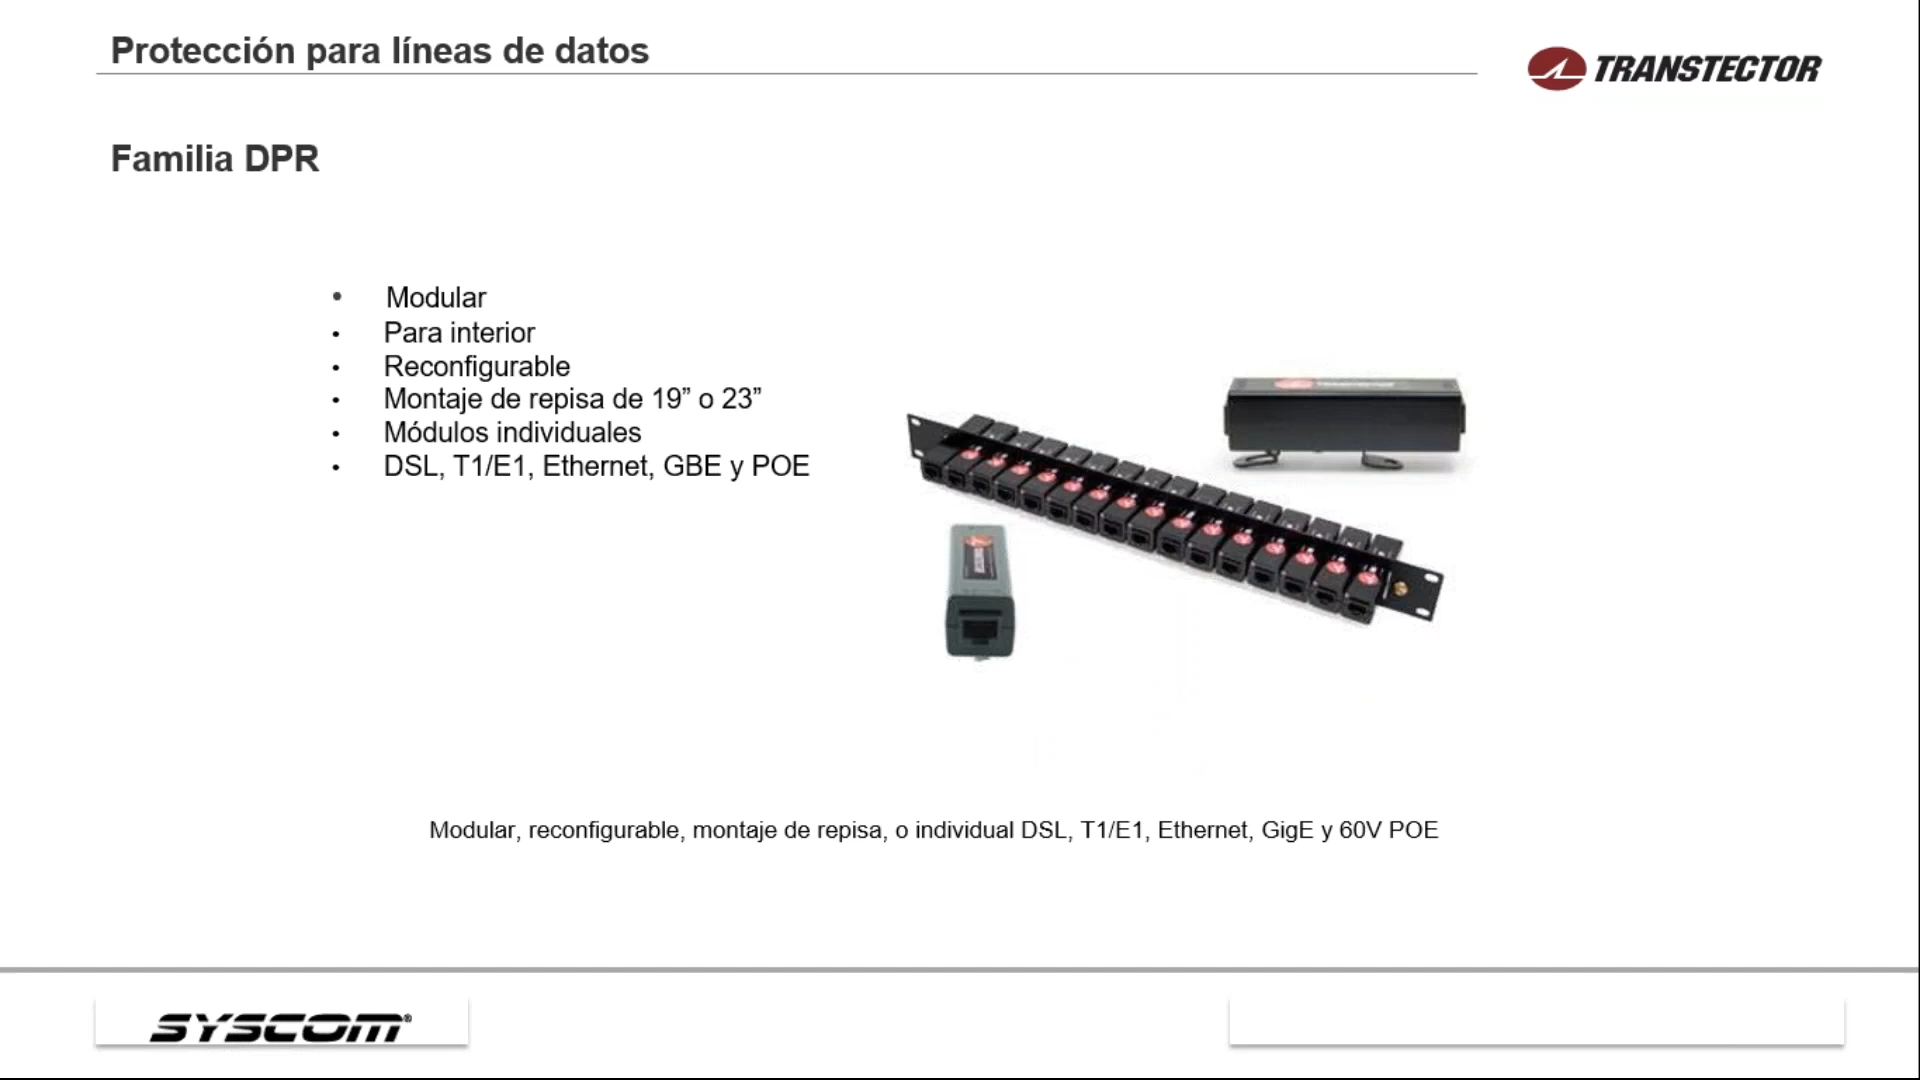 Protección para líneas de datos
TRANSTECTOR
Familia DPR
• Modular
• Para interior
• Reconfigurable
• Montaje de repisa de 19” o 23”
• Módulos individuales
• DSL, T1/E1, Ethernet, GBE y POE
Modular, reconfigurable, montaje de repisa, o individual DSL, T1/E1, Ethernet, GigE y 60V POE
SYSCOM®